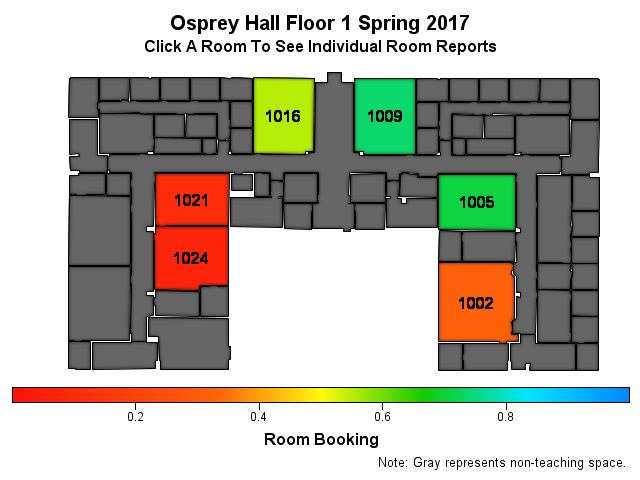 Osprey Hall Floor 1 Spring 2017
Click A Room To See Individual Room Reports
1016
1009
1021
1005
1024
1002
0.2
0.4
0.6
0.8
Room Booking
Note: Gray represents non-teaching space.